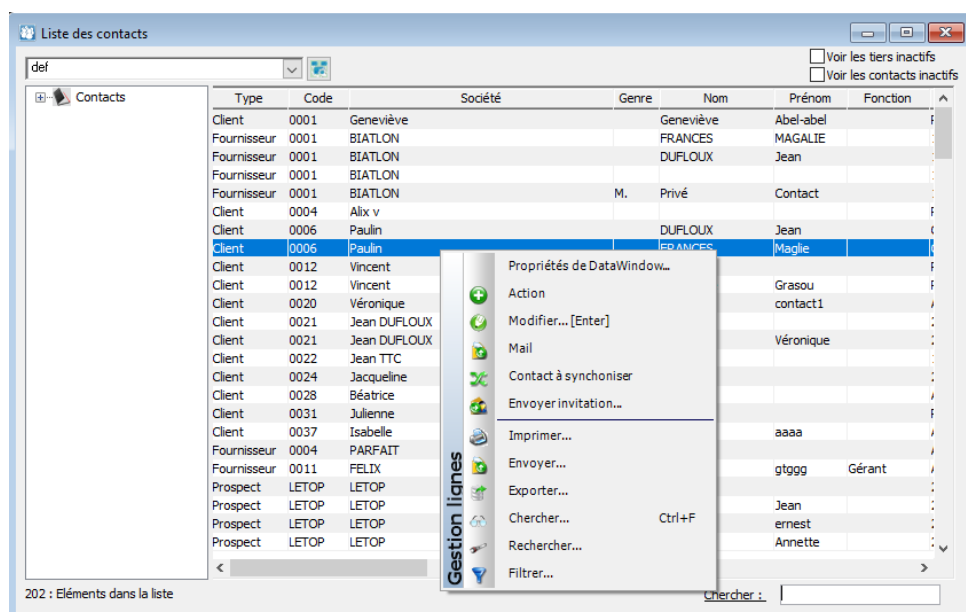 Liste des contacts
def
Voir les tiers inactifs
Voir les contacts inactifs
Contacts
Type Code Société Genre Nom Prénom Fonction
Client 0001 Geneviève Geneviève Abel-abel
Fournisseur 0001 BIATLON FRANCES MAGALIE
Fournisseur 0001 BIATLON DUFLOUX Jean
Fournisseur 0001 BIATLON
Fournisseur 0001 BIATLON M. Privé Contact
Client 0004 Alix v
Client 0006 Paulin DUFLOUX Jean
Client 0006 Paulin FRANCES Maglie
Client 0012 Vincent
Client 0012 Vincent Grasou
Client 0020 Véronique contact1
Client 0021 Jean DUFLOUX
Client 0021 Jean DUFLOUX Véronique
Client 0022 Jean TTC
Client 0024 Jacqueline
Client 0028 Béatrice
Client 0031 Julienne
Client 0037 Isabelle aaaa
Fournisseur 0004 PARFAIT
Fournisseur 0011 FELIX gtggg Gérant
Prospect LETOP LETOP
Prospect LETOP LETOP Jean
Prospect LETOP LETOP ernest
Prospect LETOP LETOP Annette
Gestion lignes
Propriétés de DataWindow...
Action
Modifier... [Enter]
Mail
Contact à synchoniser
Envoyer invitation...
Imprimer...
Envoyer...
Exporter...
Chercher... Ctrl+F
Rechercher...
Filtrer...
202 : Eléments dans la liste
Chercher :